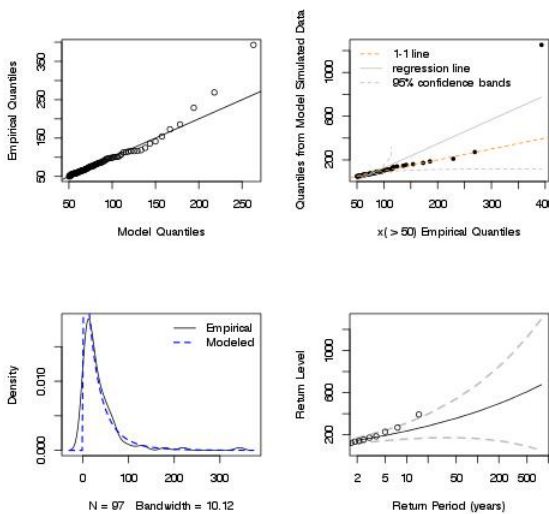 Empirical Quantiles
50
150
250
350
50
100
150
200
250
Model Quantiles
Quantiles from Model Simulated Data
200
600
1000
1-1 line
regression line
95% confidence bands
50
100
200
300
400
x( > 50) Empirical Quantiles
Density
0.000
0.010
Empirical
Modeled
0
100
200
300
N = 97 Bandwidth = 10.12
Return Level
200
600
1000
2
5
10
50
200
500
Return Period (years)